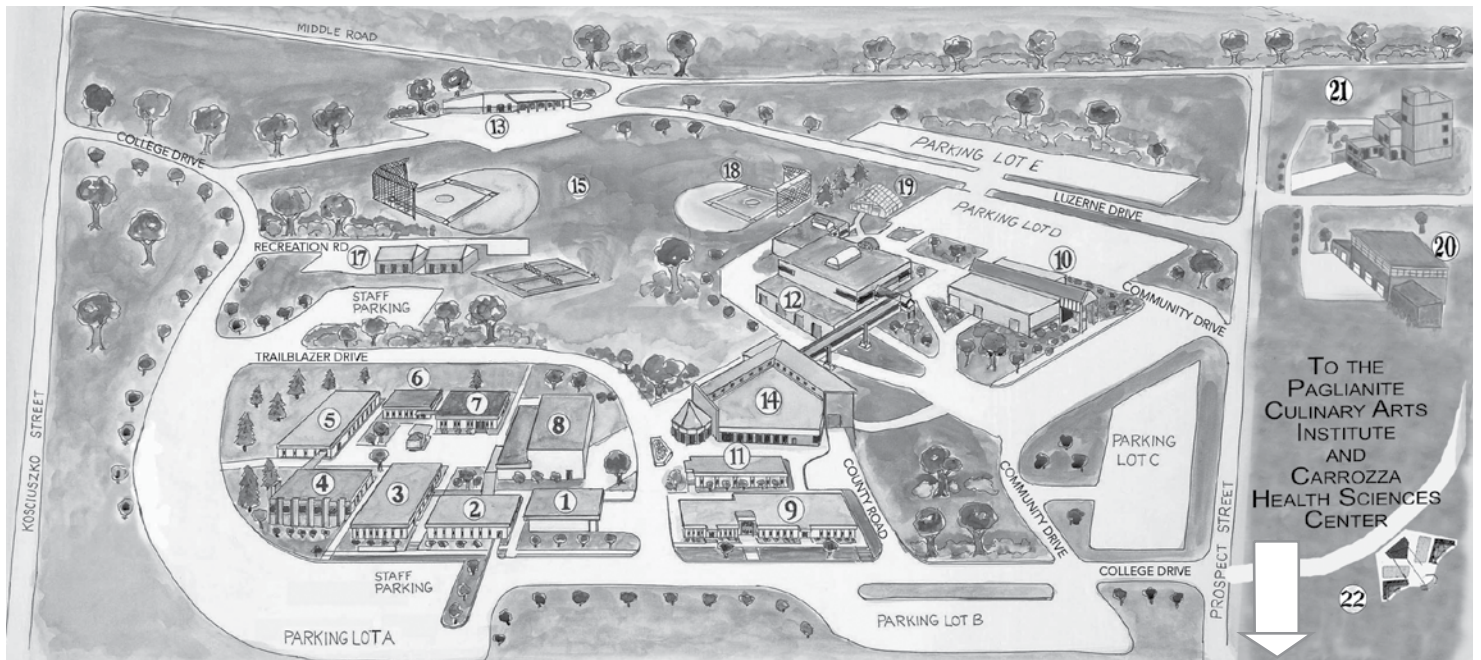 MIDDLE ROAD
21
13
COLLEGE DRIVE
PARKING LOT E
18
15
19
LUZERNE DRIVE
PARKING LOT D
RECREATION RD
17
10
20
STAFF
PARKING
12
COMMUNITY DRIVE
TRAILBLAZER DRIVE
6
7
5
8
14
TO THE
PAGLIANITE
CULINARY ARTS
INSTITUTE
AND
CARROZZA
HEALTH SCIENCES
CENTER
KOSCIUSZKO STREET
PARKING
LOT C
11
4
3
2
1
9
COUNTY ROAD
COMMUNITY DRIVE
PROSPECT STREET
STAFF
PARKING
COLLEGE DRIVE
22
PARKING LOT A
PARKING LOT B